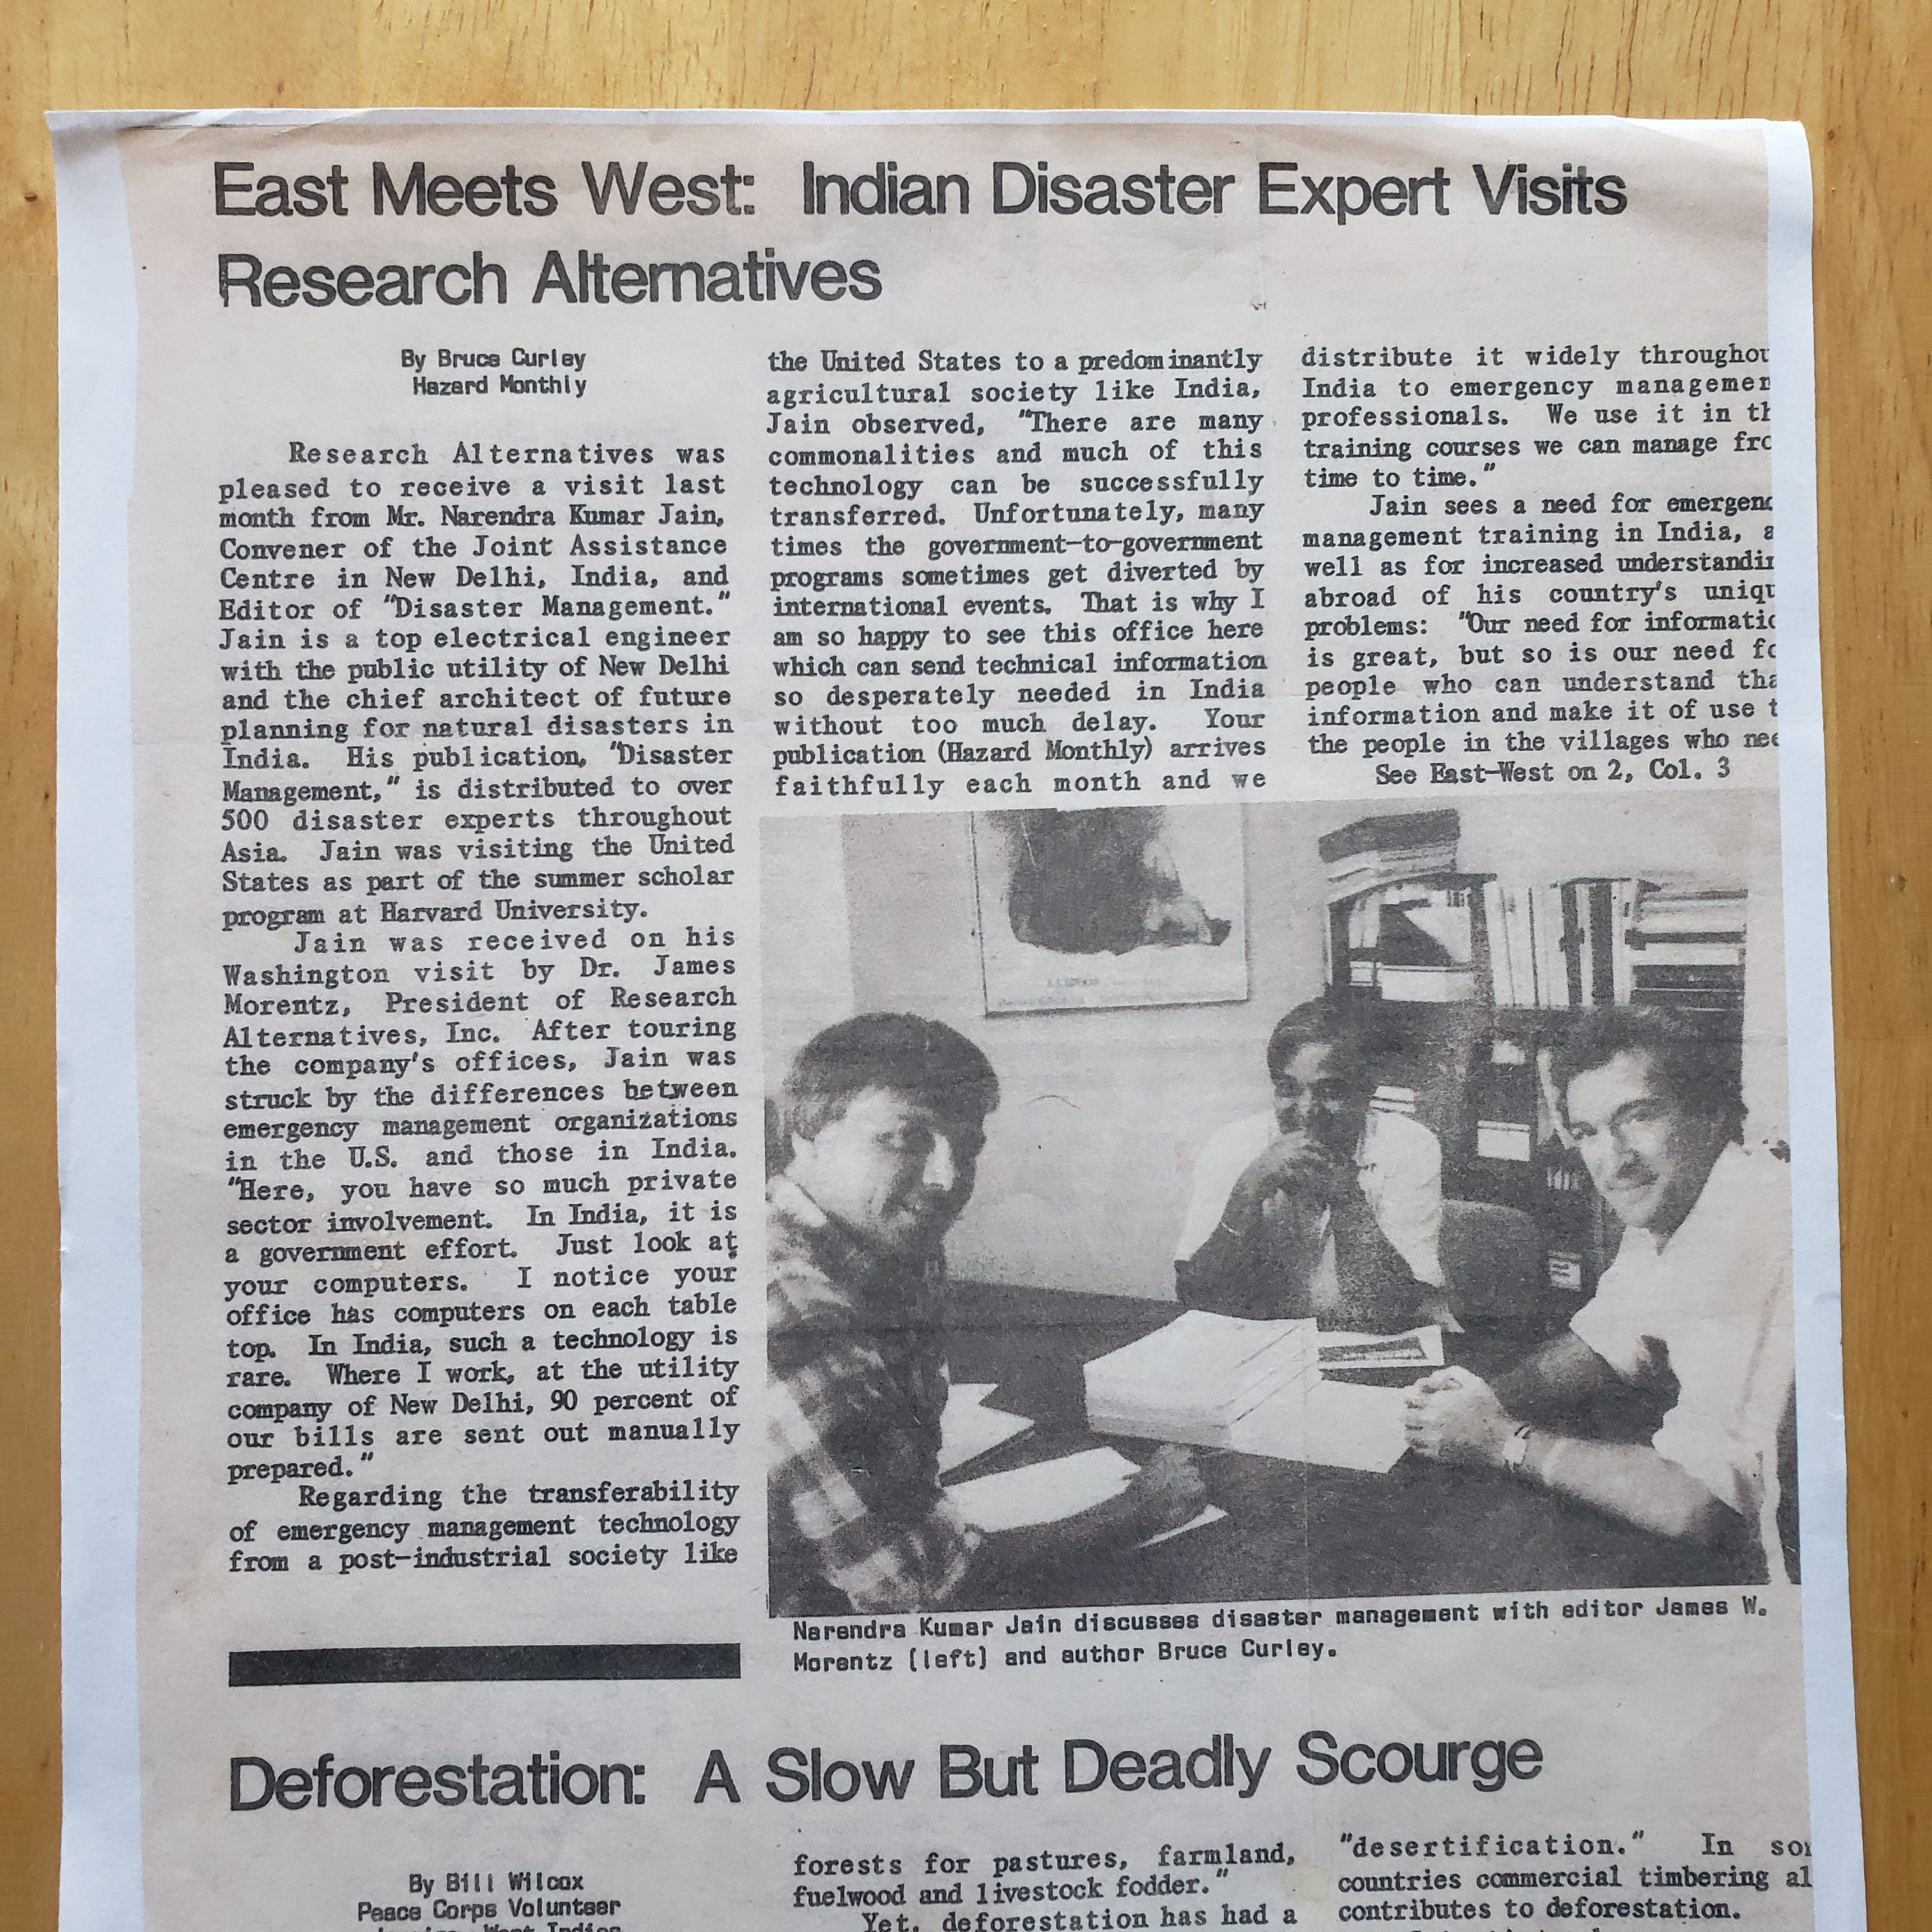 East Meets West: Indian Disaster Expert Visits
Research Alternatives
By Bruce Curley
Hazard Monthly
Research Alternatives was
pleased to receive a visit last
month from Mr. Narendra Kumar Jain,
Convener of the Joint Assistance
Centre in New Delhi, India, and
Editor of "Disaster Management."
Jain is a top electrical engineer
with the public utility of New Delhi
and the chief architect of future
planning for natural disasters in
India. His publication, "Disaster
Management," is distributed to over
500 disaster experts throughout
Asia. Jain was visiting the United
States as part of the summer scholar
program at Harvard University.
Jain was received on his
Washington visit by Dr. James
Morentz, President of Research
Alternatives, Inc. After touring
the company's offices, Jain was
struck by the differences between
emergency management organizations
in the U.S. and those in India.
"Here, you have so much private
sector involvement. In India, it is
a government effort. Just look at
your computers. I notice your
office has computers on each table
top. In India, such a technology is
rare. Where I work, at the utility
company of New Delhi, 90 percent of
our bills are sent out manually
prepared."
Regarding the transferability
of emergency management technology
from a post-industrial society like
the United States to a predominantly
agricultural society like India,
Jain observed, "There are many
commonalities and much of this
technology can be successfully
transferred. Unfortunately, many
times the government-to-government
programs sometimes get diverted by
international events. That is why I
am so happy to see this office here
which can send technical information
so desperately needed in India
without too much delay. Your
publication (Hazard Monthly) arrives
faithfully each month and we
distribute it widely
India to emergency
professionals. We use it in
training courses we can manage
time to time."
Jain sees a need for
management training in India,
well as for increased
abroad of his country's
problems: "Our need for
is great, but so is our need
people who can understand
information and make it of use
the people in the villages who
See East-West on 2, Col. 3
Narendra Kumar Jain discusses disaster management with editor James W.
Morentz (left) and author Bruce Curley.
Deforestation: A Slow But Deadly Scourge
By Bill Wilcox
Peace Corps Volunteer
forests for pastures, farmland,
fuelwood and livestock fodder."
Yet, deforestation has had a
"desertification." In
countries commercial timbering
contributes to deforestation.